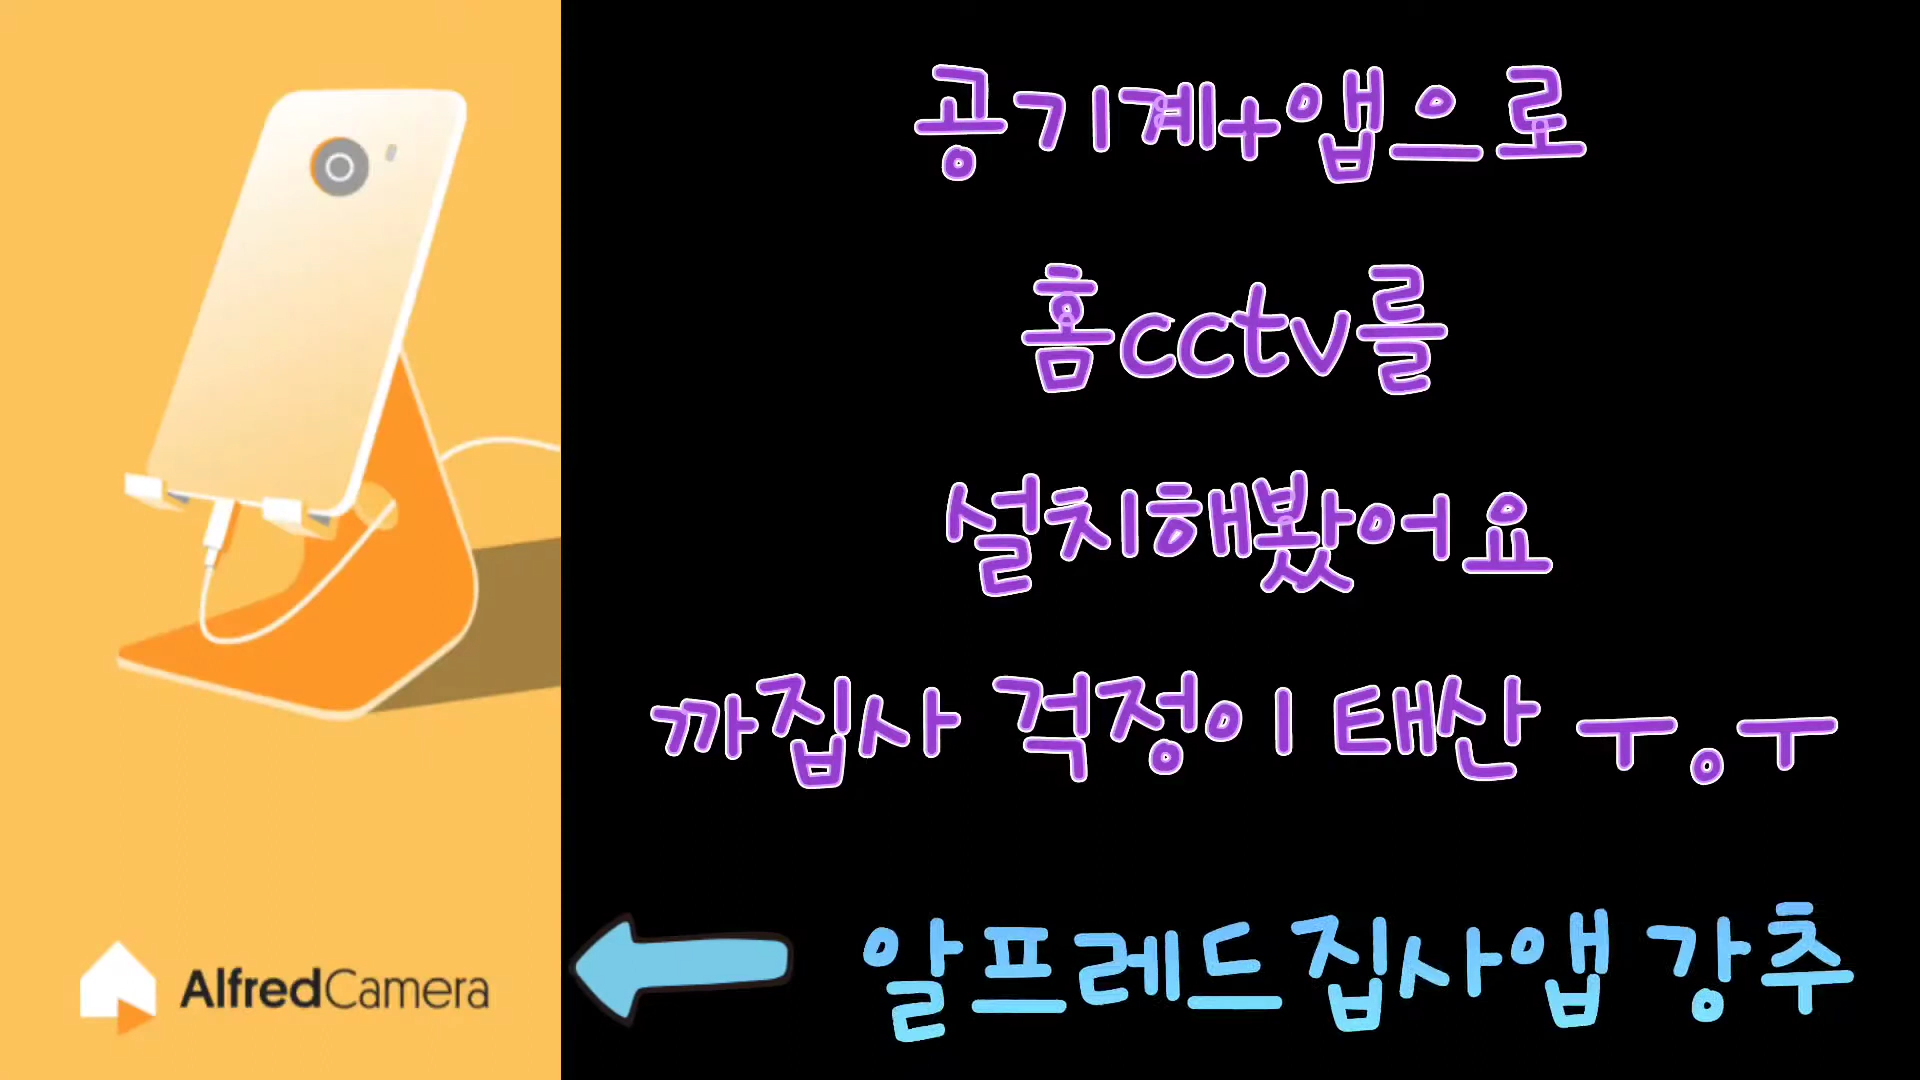 공기계+앱으로
홈cctv를
설치해봤어요
까집사 걱정이 태산 ㅜ.ㅜ
알프레드집사앱 강추
AlfredCamera